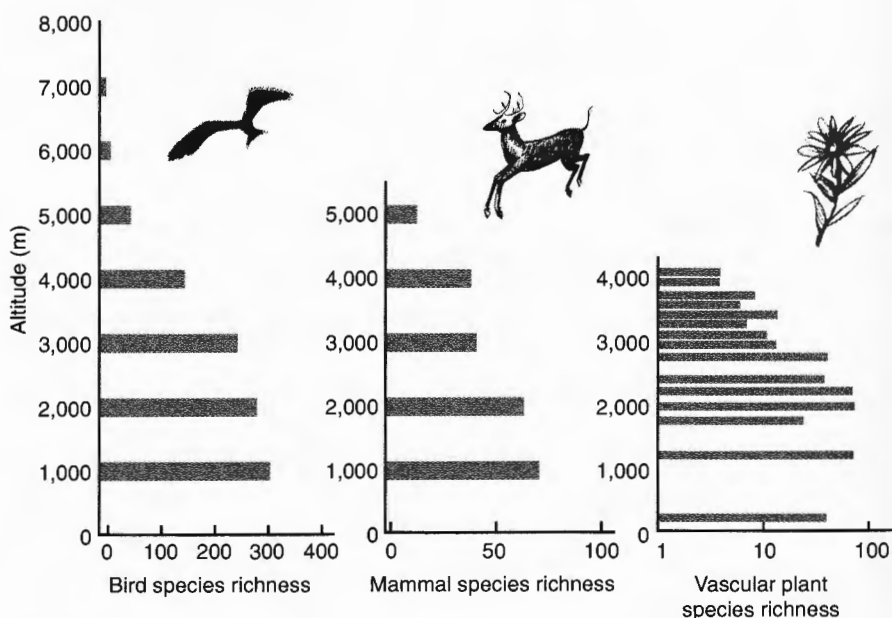 Altitude (m)
8,000
7,000
6,000
5,000
4,000
3,000
2,000
1,000
0
0 100 200 300 400
Bird species richness
5,000
4,000
3,000
2,000
1,000
0
0 50 100
Mammal species richness
4,000
3,000
2,000
1,000
0
1 10 100
Vascular plant
species richness